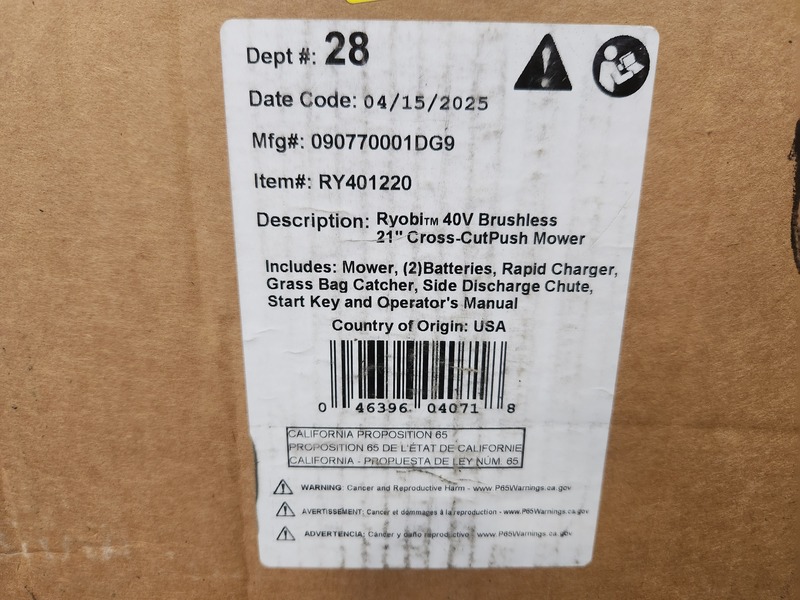 Dept #: 28
Date Code: 04/15/2025
Mfg#: 090770001DG9
Item#: RY401220
Description: Ryobi™ 40V Brushless
21" Cross-CutPush Mower
Includes: Mower, (2)Batteries, Rapid Charger,
Grass Bag Catcher, Side Discharge Chute,
Start Key and Operator's Manual
Country of Origin: USA
0 46396 04071 8
CALIFORNIA PROPOSITION 65
PROPOSITION 65 DE L'ÉTAT DE CALIFORNIE
CALIFORNIA - PROPUESTA DE LEY NÚM. 65
WARNING: Cancer and Reproductive Harm - www.P65Warnings.ca.gov
AVERTISSEMENT: Cancer et dommages à la reproduction - www.P65Warnings.ca.gov
ADVERTENCIA: Cancer y daño reproductivo - www.P65Warnings.ca.gov